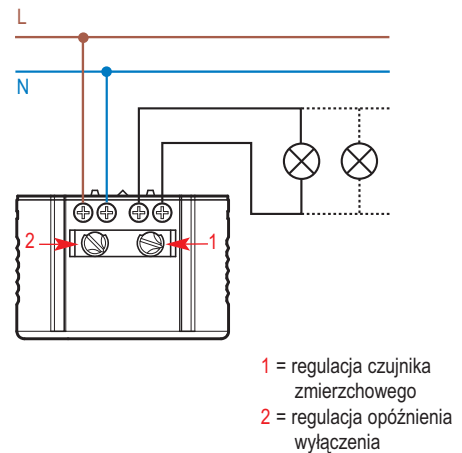 L
N
2
1
1 = regulacja czujnika
zmierzchowego
2 = regulacja opóźnienia
wyłączenia